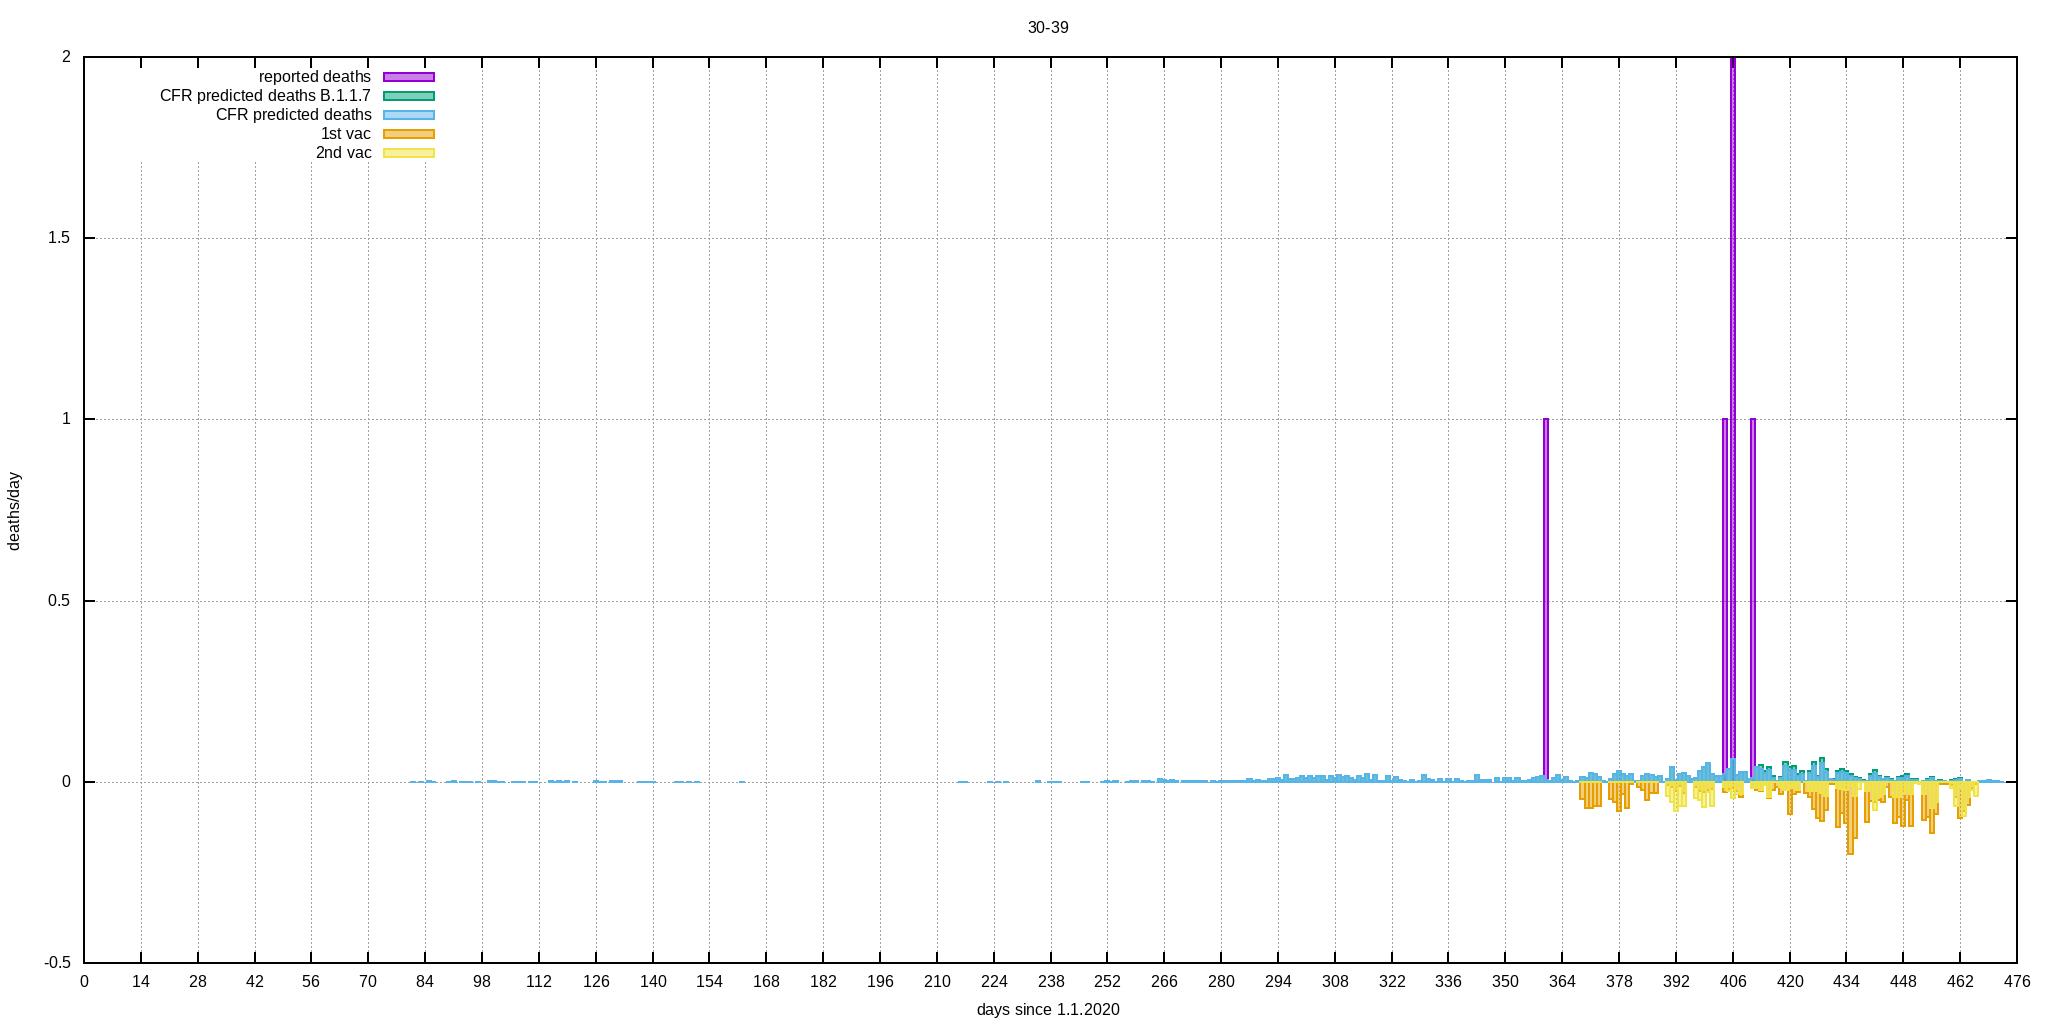 30-39
2
reported deaths
CFR predicted deaths B.1.1.7
CFR predicted deaths
1st vac
2nd vac
1.5
1
0.5
0
-0.5
deaths/day
0 14 28 42 56 70 84 98 112 126 140 154 168 182 196 210 224 238 252 266 280 294 308 322 336 350 364 378 392 406 420 434 448 462 476
days since 1.1.2020